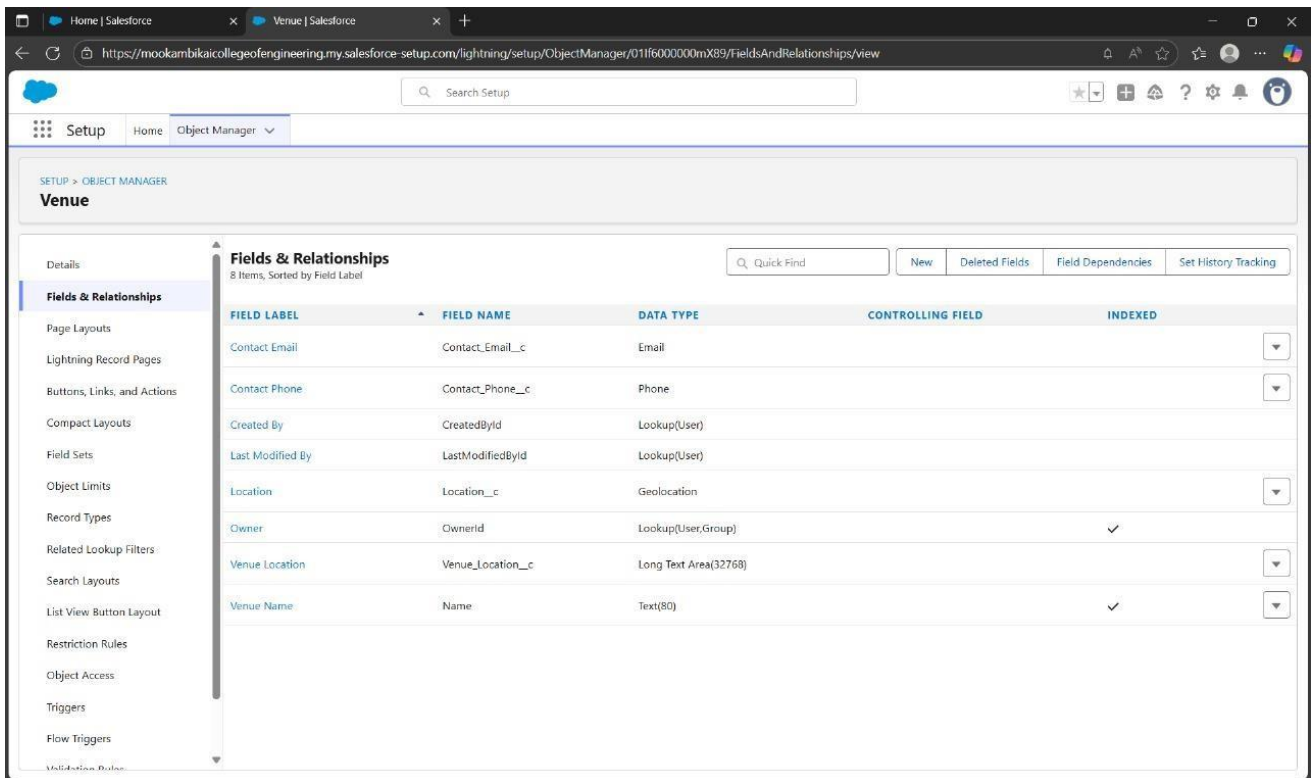 Home | Salesforce
Venue | Salesforce
https://mookambikaicollegeofengineering.my.salesforce-setup.com/lightning/setup/ObjectManager/01If6000000mX89/FieldsAndRelationships/view
Search Setup
Setup Home Object Manager
SETUP > OBJECT MANAGER
Venue
Details
Fields & Relationships
Page Layouts
Lightning Record Pages
Buttons, Links, and Actions
Compact Layouts
Field Sets
Object Limits
Record Types
Related Lookup Filters
Search Layouts
List View Button Layout
Restriction Rules
Object Access
Triggers
Flow Triggers
Validation Rules
Fields & Relationships
8 Items, Sorted by Field Label
Quick Find New Deleted Fields Field Dependencies Set History Tracking
FIELD LABEL FIELD NAME DATA TYPE CONTROLLING FIELD INDEXED
Contact Email Contact_Email__c Email
Contact Phone Contact_Phone__c Phone
Created By CreatedById Lookup(User)
Last Modified By LastModifiedById Lookup(User)
Location Location__c Geolocation
Owner OwnerId Lookup(User,Group)
Venue Location Venue_Location__c Long Text Area(32768)
Venue Name Name Text(80)